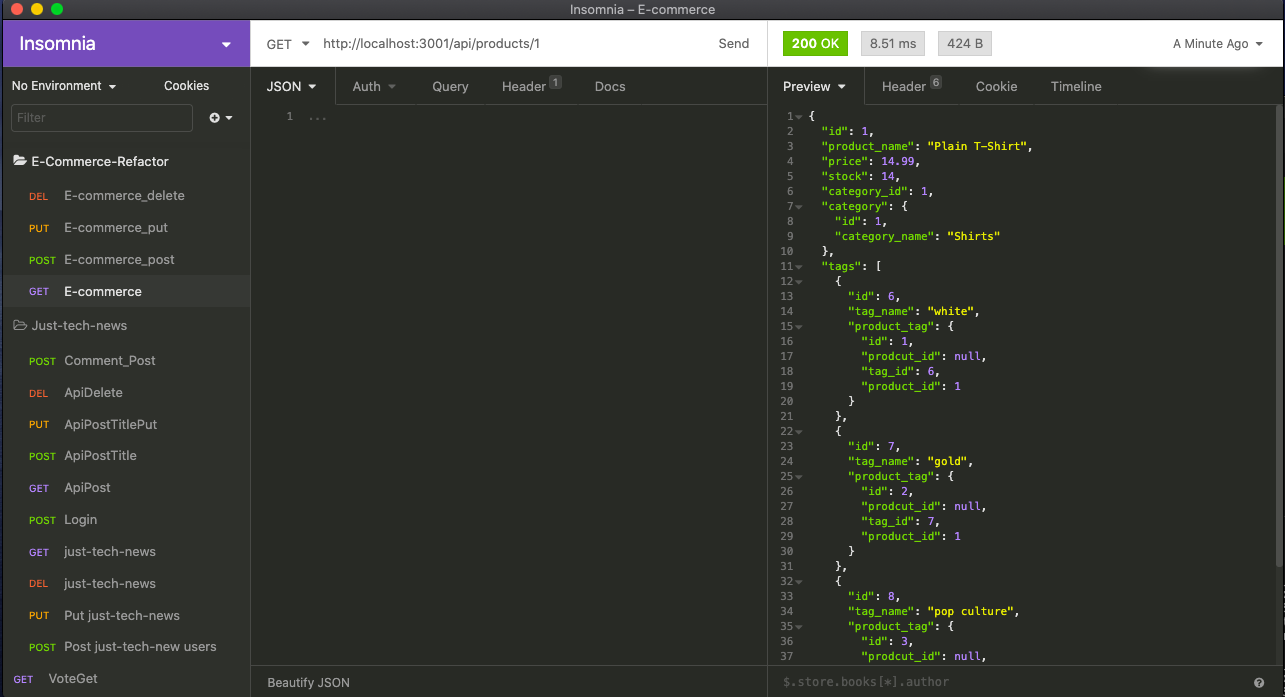 Insomnia – E-commerce
Insomnia
No Environment
Cookies
Filter
E-Commerce-Refactor
DEL E-commerce_delete
PUT E-commerce_put
POST E-commerce_post
GET E-commerce
Just-tech-news
POST Comment_Post
DEL ApiDelete
PUT ApiPostTitlePut
POST ApiPostTitle
GET ApiPost
POST Login
GET just-tech-news
DEL just-tech-news
PUT Put just-tech-news
POST Post just-tech-new users
GET VoteGet
GET http://localhost:3001/api/products/1 Send
JSON Auth Query Header 1 Docs
1 ...
Beautify JSON
200 OK 8.51 ms 424 B A Minute Ago
Preview Header 6 Cookie Timeline
1 {
2 "id": 1,
3 "product_name": "Plain T-Shirt",
4 "price": 14.99,
5 "stock": 14,
6 "category_id": 1,
7 "category": {
8 "id": 1,
9 "category_name": "Shirts"
10 },
11 "tags": [
12 {
13 "id": 6,
14 "tag_name": "white",
15 "product_tag": {
16 "id": 1,
17 "prodcut_id": null,
18 "tag_id": 6,
19 "product_id": 1
20 }
21 },
22 {
23 "id": 7,
24 "tag_name": "gold",
25 "product_tag": {
26 "id": 2,
27 "prodcut_id": null,
28 "tag_id": 7,
29 "product_id": 1
30 }
31 },
32 {
33 "id": 8,
34 "tag_name": "pop culture",
35 "product_tag": {
36 "id": 3,
37 "prodcut_id": null,
$.store.books[*].author